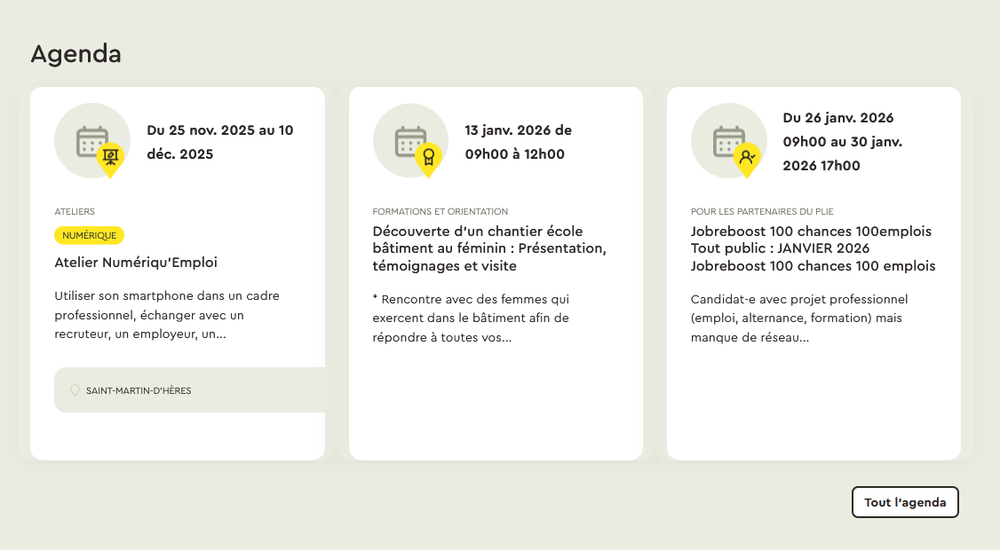 Agenda
Du 25 nov. 2025 au 10
déc. 2025
ATELIERS
NUMÉRIQUE
Atelier Numériqu'Emploi
Utiliser son smartphone dans un cadre
professionnel, échanger avec un
recruteur, un employeur, un...
SAINT-MARTIN-D'HÈRES
13 janv. 2026 de
09h00 à 12h00
FORMATIONS ET ORIENTATION
Découverte d'un chantier école
bâtiment au féminin : Présentation,
témoignages et visite
* Rencontre avec des femmes qui
exercent dans le bâtiment afin de
répondre à toutes vos...
Du 26 janv. 2026
09h00 au 30 janv.
2026 17h00
POUR LES PARTENAIRES DU PLIE
Jobreboost 100 chances 100emplois
Tout public : JANVIER 2026
Jobreboost 100 chances 100 emplois
Candidat-e avec projet professionnel
(emploi, alternance, formation) mais
manque de réseau...
Tout l'agenda